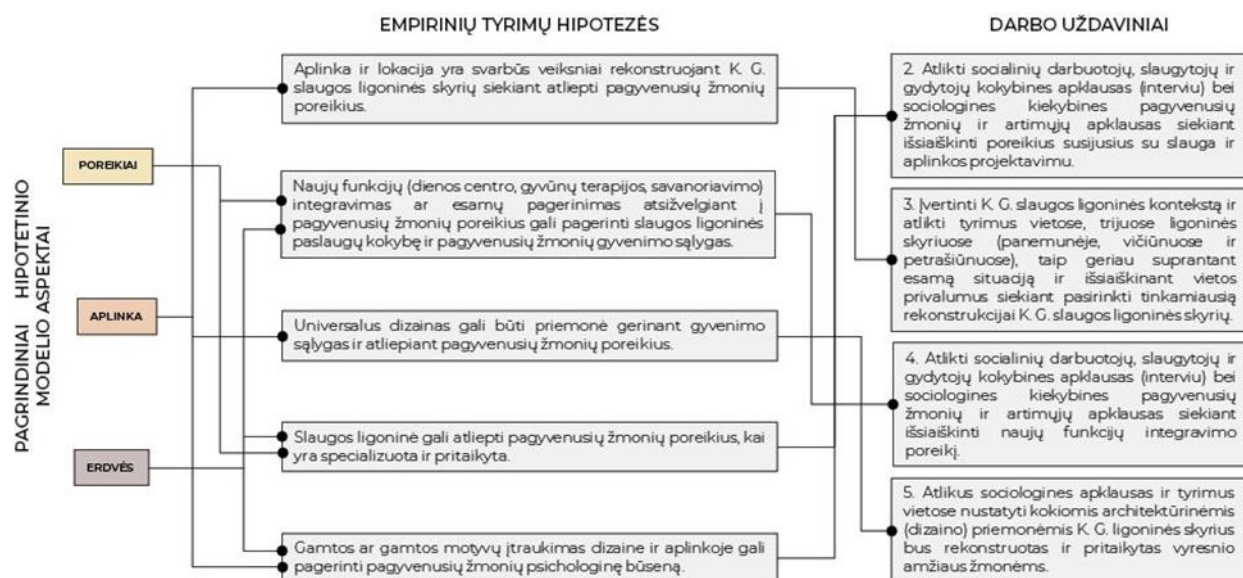 EMPIRINIŲ TYRIMŲ HIPOTEZĖS
DARBO UŽDAVINIAI
PAGRINDINIAI HIPOTETINIO
MODELIO ASPEKTAI
POREIKIAI
APLINKA
ERDVĖS
Aplinka ir lokacija yra svarbūs veiksniai rekonstruojant K. G.
slaugos ligoninės skyrių siekiant atliepti pagyvenusių žmonių
poreikius.
Naujų funkcijų (dienos centro, gyvūnų terapijos, savanoriavimo)
integravimas ar esamų pagerinimas atsižvelgiant į
pagyvenusių žmonių poreikius gali pagerinti slaugos ligoninės
paslaugų kokybę ir pagyvenusių žmonių gyvenimo sąlygas.
Universalus dizainas gali būti priemonė gerinant gyvenimo
sąlygas ir atliepiant pagyvenusių žmonių poreikius.
Slaugos ligoninė gali atliepti pagyvenusių žmonių poreikius, kai
yra specializuota ir pritaikyta.
Gamtos ar gamtos motyvų įtraukimas dizaine ir aplinkoje gali
pagerinti pagyvenusių žmonių psichologinę būseną.
2. Atlikti socialinių darbuotojų, slaugytojų ir
gydytojų kokybines apklausas (interviu) bei
sociologines kiekybines pagyvenusių
žmonių ir artimųjų apklausas siekiant
išsiaiškinti poreikius susijusius su slauga ir
aplinkos projektavimu.
3. Įvertinti K. G. slaugos ligoninės kontekstą ir
atlikti tyrimus vietose, trijuose ligoninės
skyriuose (panemunėje, vičiūnuose ir
petrašiūnuose), taip geriau suprantant
esamą situaciją ir išsiaiškinant vietos
privalumus siekiant pasirinkti tinkamiausią
rekonstrukcijai K. G. slaugos ligoninės skyrių.
4. Atlikti socialinių darbuotojų, slaugytojų ir
gydytojų kokybines apklausas (interviu) bei
sociologines kiekybines pagyvenusių
žmonių ir artimųjų apklausas siekiant
išsiaiškinti naujų funkcijų integravimo
poreikį.
5. Atlikus sociologines apklausas ir tyrimus
vietose nustatyti kokiomis architektūrinėmis
(dizaino) priemonėmis K. G. ligoninės skyrius
bus rekonstruotas ir pritaikytas vyresnio
amžiaus žmonėms.